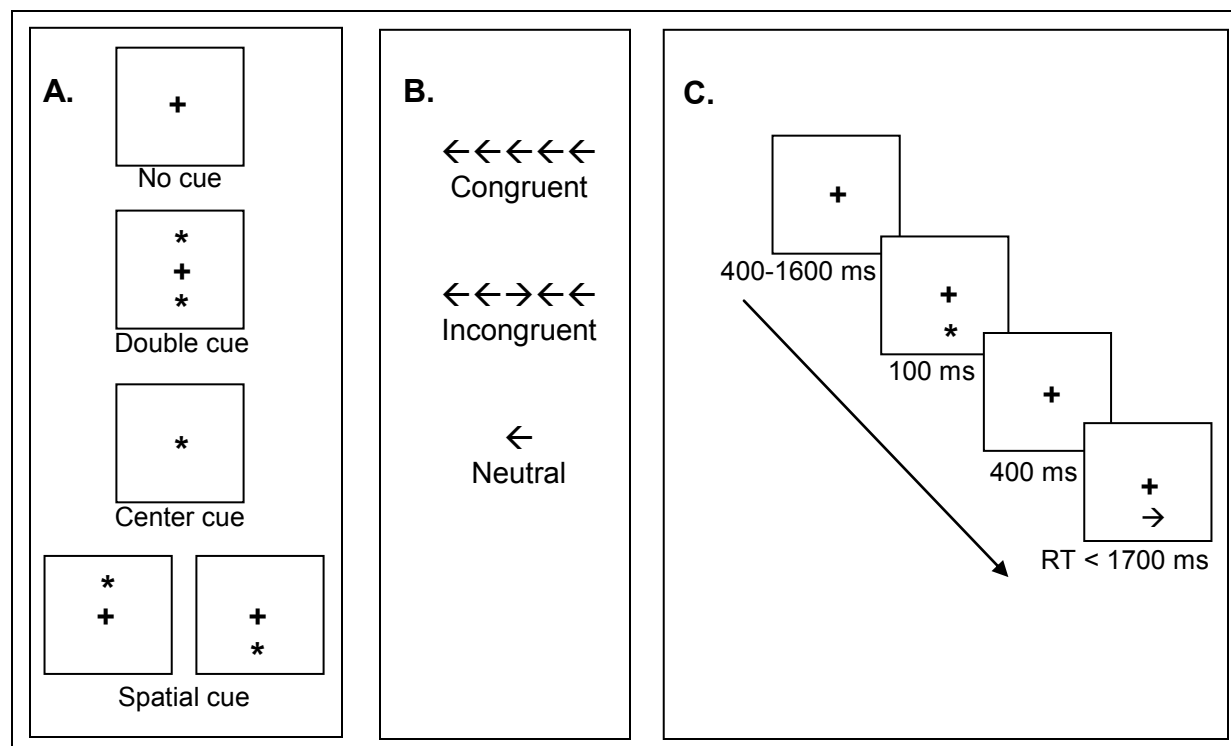 A.
+
No cue
*
+
*
Double cue
*
Center cue
*
+
+
*
Spatial cue
B.
←←←←←
Congruent
←←→←←
Incongruent
←
Neutral
C.
+
400-1600 ms
+
*
100 ms
+
400 ms
+
→
RT < 1700 ms